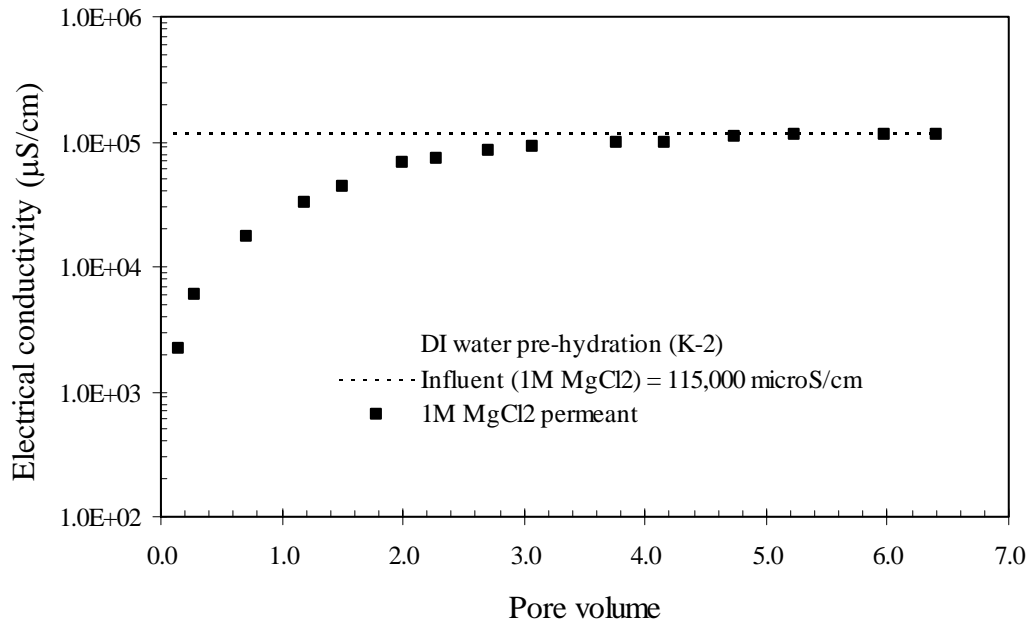 1.0E+06
1.0E+05
1.0E+04
1.0E+03
1.0E+02
Electrical conductivity (µS/cm)
DI water pre-hydration (K-2)
Influent (1M MgCl2) = 115,000 microS/cm
1M MgCl2 permeant
0.0 1.0 2.0 3.0 4.0 5.0 6.0 7.0
Pore volume